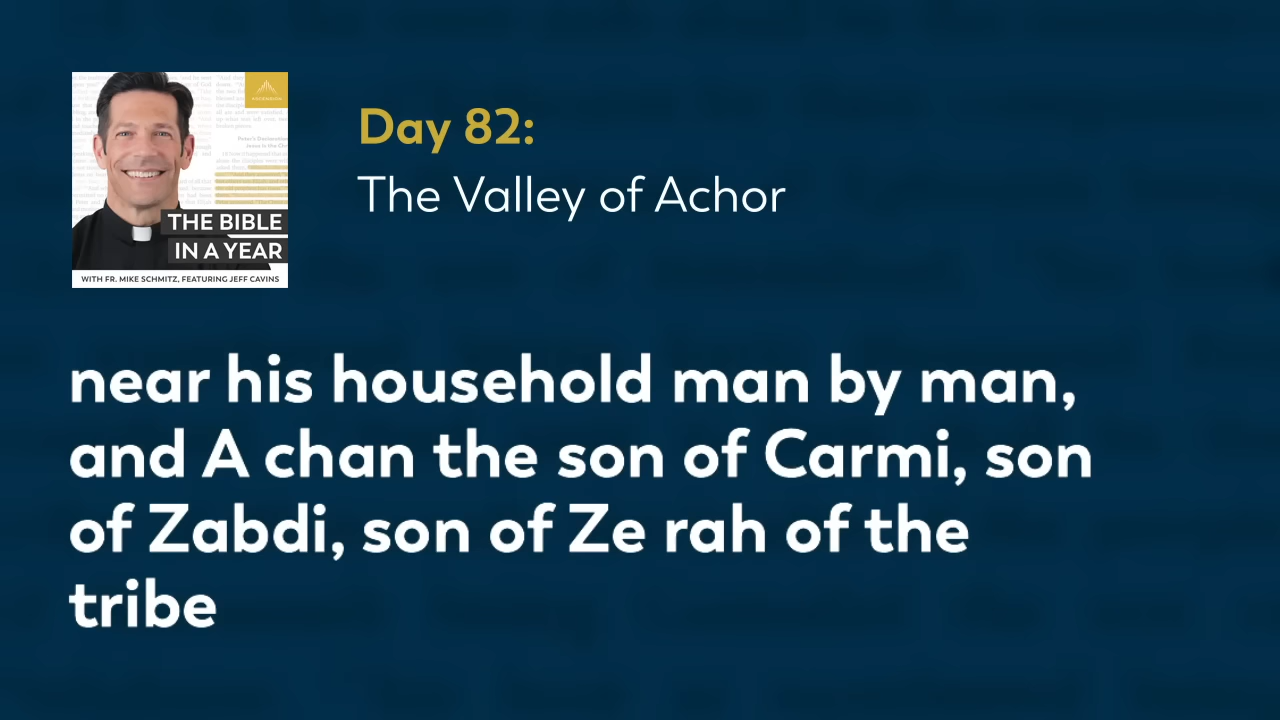 THE BIBLE
IN A YEAR
WITH FR. MIKE SCHMITZ, FEATURING JEFF CAVINS
Day 82:
The Valley of Achor
near his household man by man,
and A chan the son of Carmi, son
of Zabdi, son of Ze rah of the
tribe